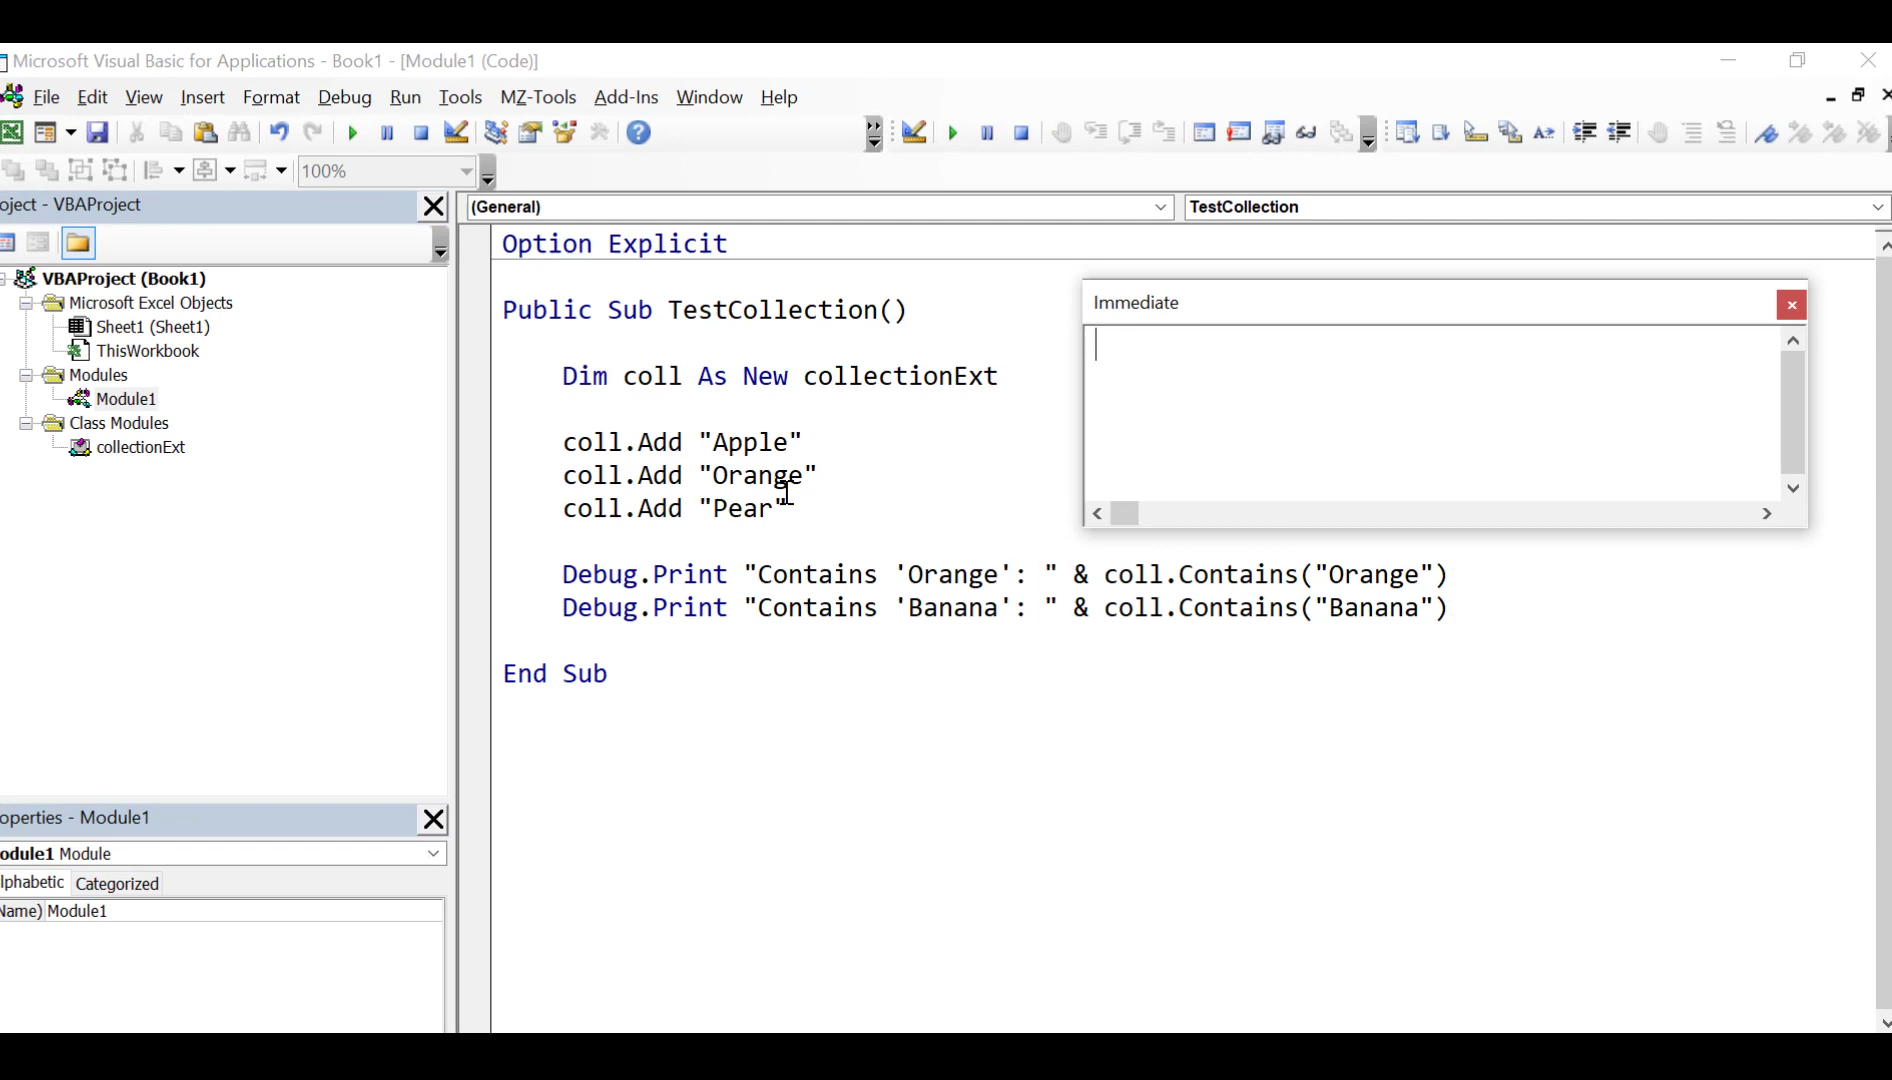 Microsoft Visual Basic for Applications - Book1 - [Module1 (Code)]
File Edit View Insert Format Debug Run Tools MZ-Tools Add-Ins Window Help
100%
oject - VBAProject
(General)
TestCollection
VBAProject (Book1)
Microsoft Excel Objects
Sheet1 (Sheet1)
ThisWorkbook
Modules
Module1
Class Modules
collectionExt
Option Explicit
Public Sub TestCollection()
Dim coll As New collectionExt
coll.Add "Apple"
coll.Add "Orange"
coll.Add "Pear"
Debug.Print "Contains 'Orange': " & coll.Contains("Orange")
Debug.Print "Contains 'Banana': " & coll.Contains("Banana")
End Sub
Immediate
operties - Module1
odule1 Module
lphabetic Categorized
Name) Module1